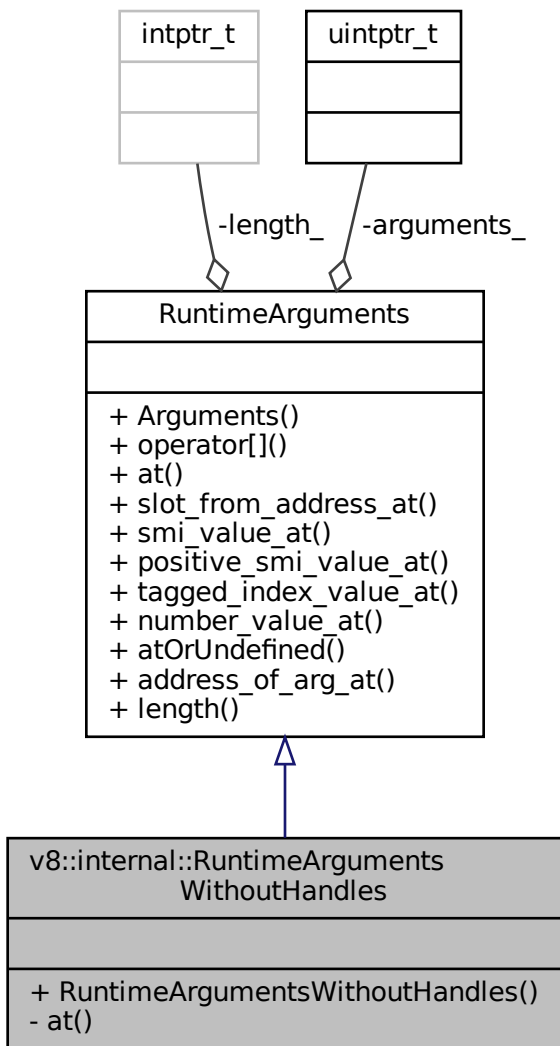 intptr_t
uintptr_t
-length_
-arguments_
RuntimeArguments
+ Arguments()
+ operator[]()
+ at()
+ slot_from_address_at()
+ smi_value_at()
+ positive_smi_value_at()
+ tagged_index_value_at()
+ number_value_at()
+ atOrUndefined()
+ address_of_arg_at()
+ length()
v8::internal::RuntimeArguments
WithoutHandles
+ RuntimeArgumentsWithoutHandles()
- at()